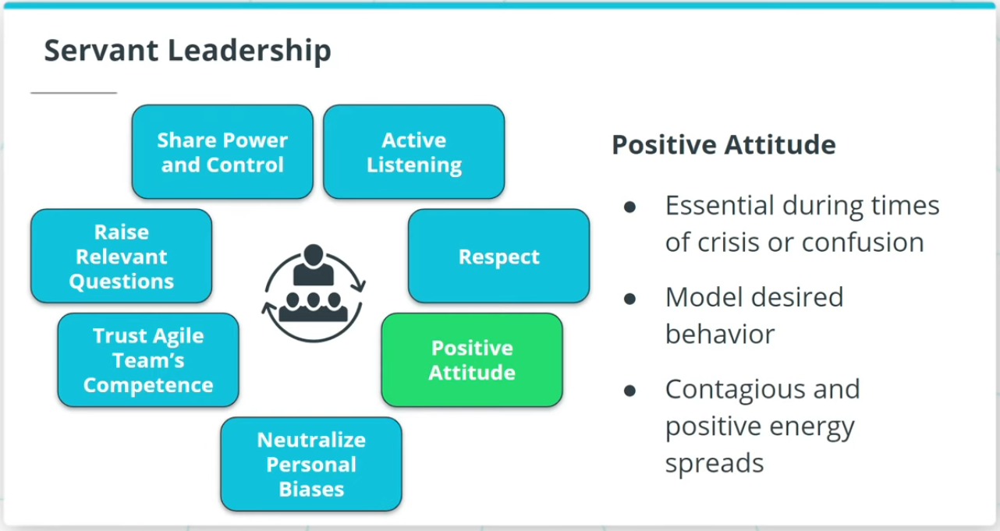 Servant Leadership
Share Power
and Control
Active
Listening
Raise
Relevant
Questions
Respect
Trust Agile
Team’s
Competence
Positive
Attitude
Neutralize
Personal
Biases
Positive Attitude
● Essential during times
of crisis or confusion
● Model desired
behavior
● Contagious and
positive energy
spreads